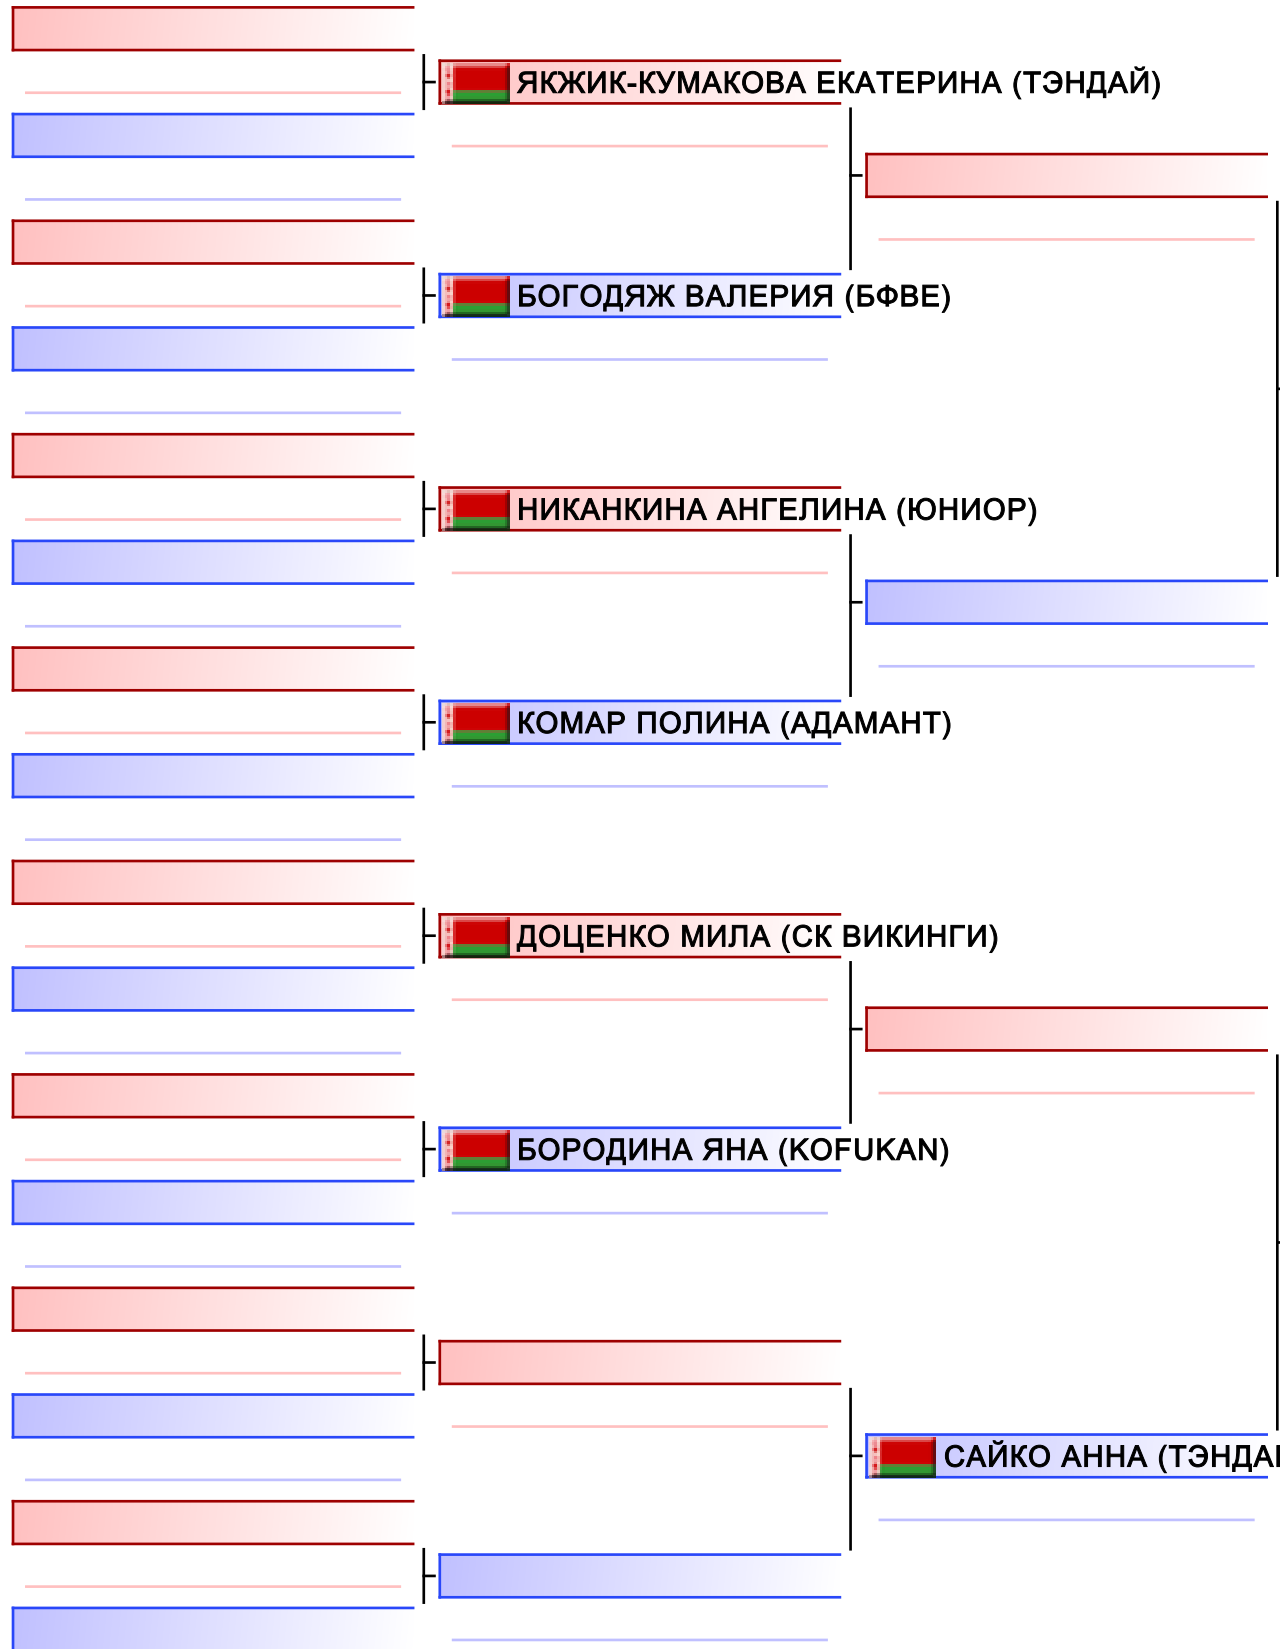 ЯКЖИК-КУМАКОВА ЕКАТЕРИНА (ТЭНДАЙ)
БОГОДЯЖ ВАЛЕРИЯ (БФВЕ)
НИКАНКИНА АНГЕЛИНА (ЮНИОР)
КОМАР ПОЛИНА (АДАМАНТ)
ДОЦЕНКО МИЛА (СК ВИКИНГИ)
БОРОДИНА ЯНА (KOFUKAN)
САЙКО АННА